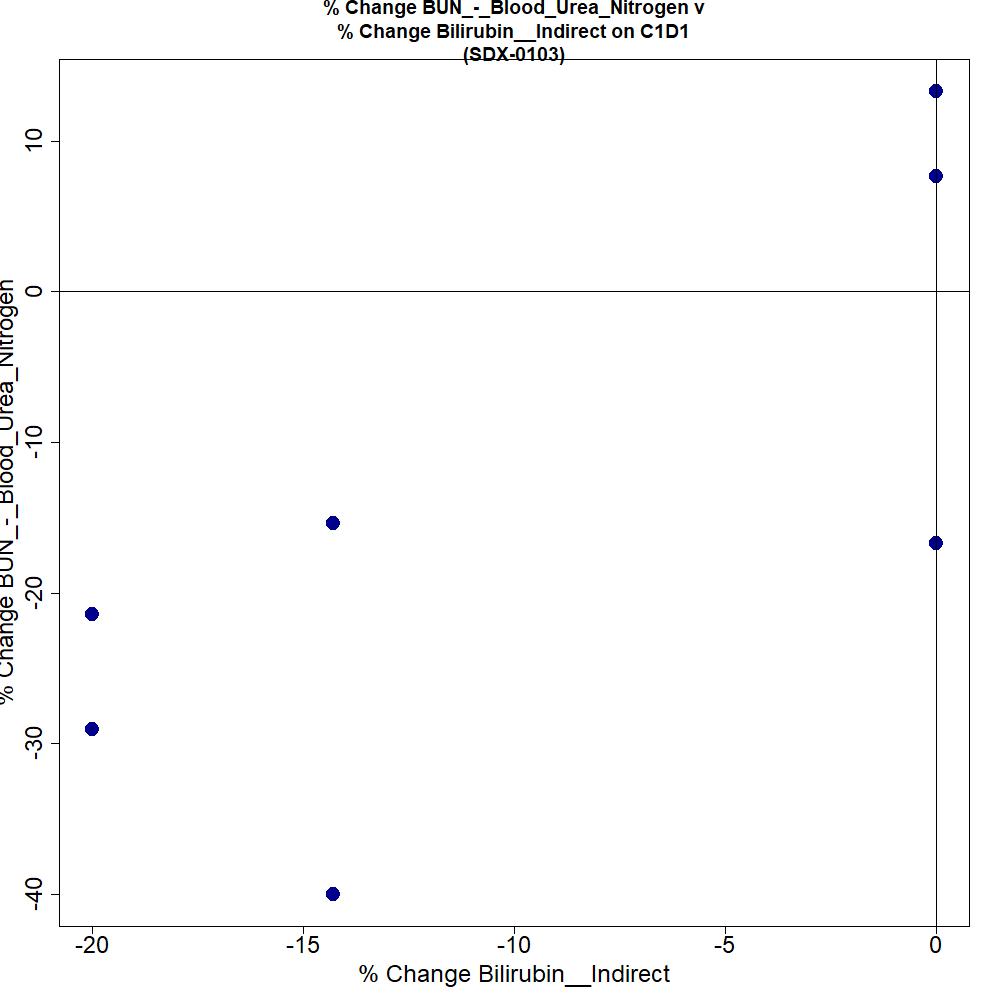 % Change BUN_-_Blood_Urea_Nitrogen v
% Change Bilirubin__Indirect on C1D1
(SDX-0103)
% Change BUN_-_Blood_Urea_Nitrogen
10
0
-10
-20
-30
-40
-20 -15 -10 -5 0
% Change Bilirubin__Indirect